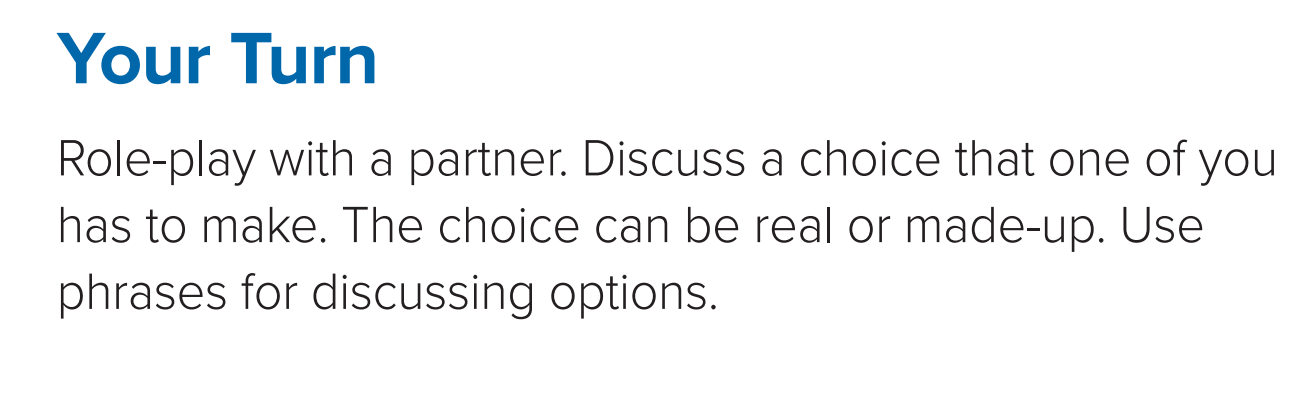 Your Turn
Role-play with a partner. Discuss a choice that one of you
has to make. The choice can be real or made-up. Use
phrases for discussing options.